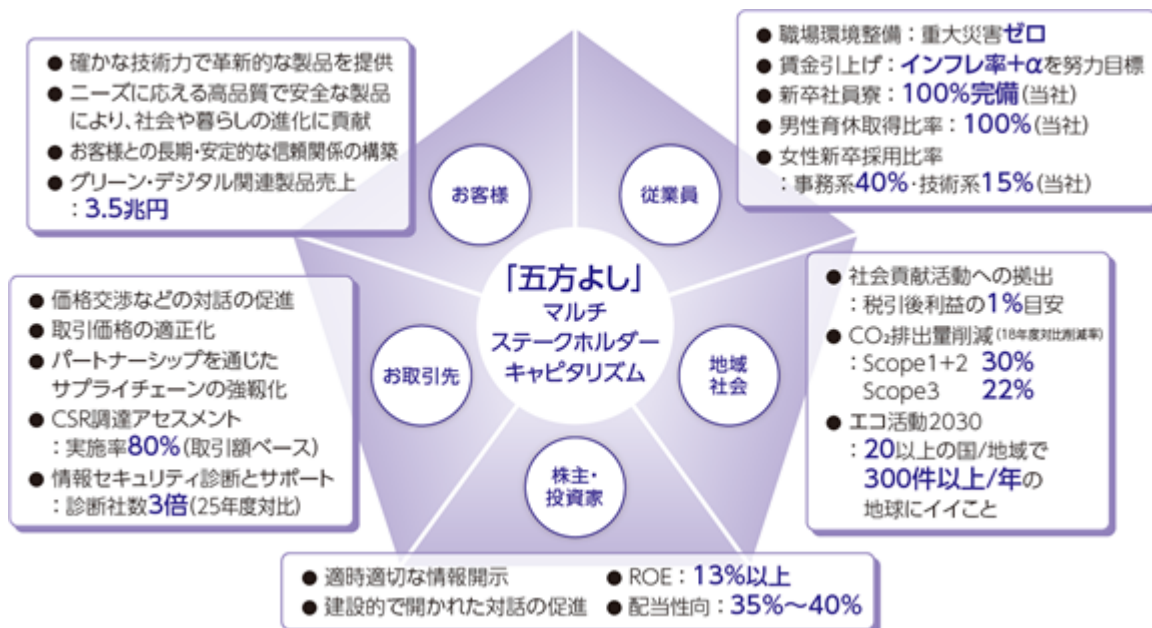 ● 確かな技術力で革新的な製品を提供
● ニーズに応える高品質で安全な製品
により、社会や暮らしの進化に貢献
● お客様との長期・安定的な信頼関係の構築
● グリーン・デジタル関連製品売上
：3.5兆円
● 職場環境整備：重大災害ゼロ
● 賃金引上げ：インフレ率+αを努力目標
● 新卒社員寮：100%完備(当社)
● 男性育休取得比率：100%(当社)
● 女性新卒採用比率
：事務系40%・技術系15%(当社)
お客様
従業員
「五方よし」
マルチ
ステークホルダー
キャピタリズム
お取引先
地域
社会
株主・
投資家
● 価格交渉などの対話の促進
● 取引価格の適正化
● パートナーシップを通じた
サプライチェーンの強靱化
● CSR調達アセスメント
：実施率80%(取引額ベース)
● 情報セキュリティ診断とサポート
：診断社数3倍(25年度対比)
● 社会貢献活動への拠出
：税引後利益の1%目安
● CO₂排出量削減(18年度対比削減率)
：Scope1+2 30%
Scope3 22%
● エコ活動2030
：20以上の国/地域で
300件以上/年の
地球にイイこと
● 適時適切な情報開示
● 建設的で開かれた対話の促進
● ROE：13%以上
● 配当性向：35%～40%